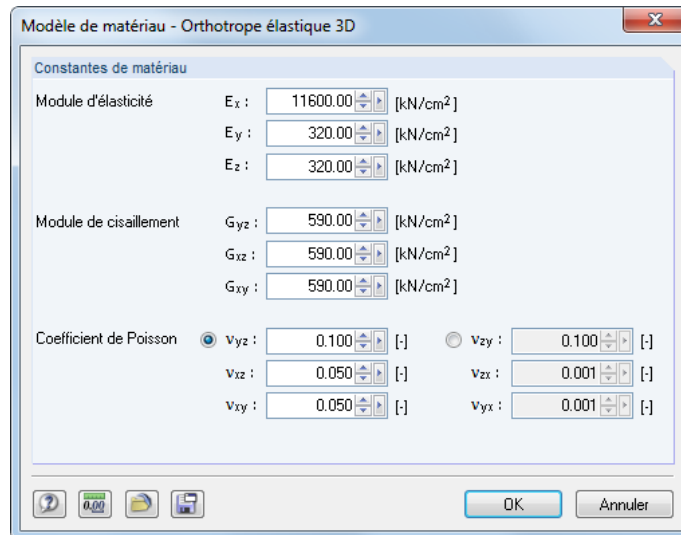 Modèle de matériau - Orthotrope élastique 3D
Constantes de matériau
Module d'élasticité Ex : 11600.00 [kN/cm²]
Ey : 320.00 [kN/cm²]
Ez : 320.00 [kN/cm²]
Module de cisaillement Gyz : 590.00 [kN/cm²]
Gxz : 590.00 [kN/cm²]
Gxy : 590.00 [kN/cm²]
Coefficient de Poisson νyz : 0.100 [-] νzy : 0.100 [-]
νxz : 0.050 [-] νzx : 0.001 [-]
νxy : 0.050 [-] νyx : 0.001 [-]
0.00 OK Annuler